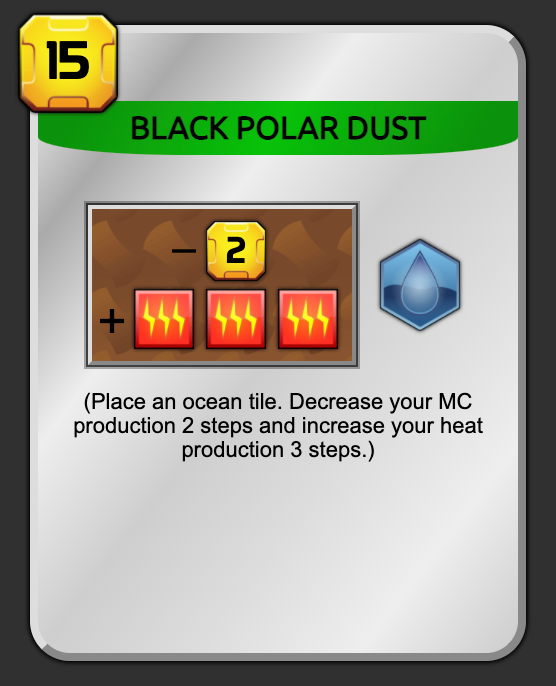 15
BLACK POLAR DUST
− 2
+
(Place an ocean tile. Decrease your MC
production 2 steps and increase your heat
production 3 steps.)